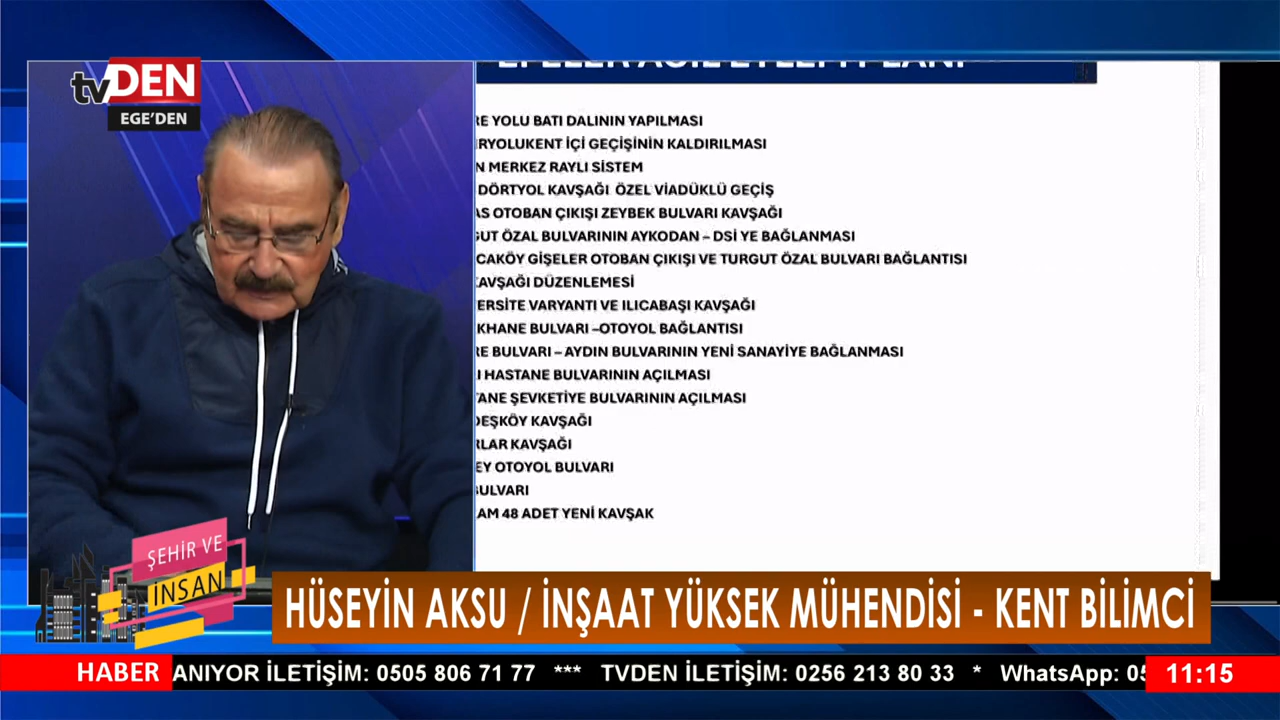 tvDEN
EGE'DEN
EFELER ACİL EYLEM PLANI
RE YOLU BATI DALININ YAPILMASI
IRYOLUKENT İÇİ GEÇİŞİNİN KALDIRILMASI
N MERKEZ RAYLI SİSTEM
DÖRTYOL KAVŞAĞI ÖZEL VİADÜKLÜ GEÇİŞ
AS OTOBAN ÇIKIŞI ZEYBEK BULVARI KAVŞAĞI
GUT ÖZAL BULVARININ AYKODAN – DSİ YE BAĞLANMASI
CAKÖY GİŞELER OTOBAN ÇIKIŞI VE TURGUT ÖZAL BULVARI BAĞLANTISI
KAVŞAĞI DÜZENLEMESİ
ERSİTE VARYANTI VE ILICABAŞI KAVŞAĞI
KHANE BULVARI –OTOYOL BAĞLANTISI
RE BULVARI – AYDIN BULVARININ YENİ SANAYİYE BAĞLANMASI
I HASTANE BULVARININ AÇILMASI
TANE ŞEVKETİYE BULVARININ AÇILMASI
DEŞKÖY KAVŞAĞI
RLAR KAVŞAĞI
EY OTOYOL BULVARI
BULVARI
LAM 48 ADET YENİ KAVŞAK
ŞEHİR VE
İNSAN
HÜSEYİN AKSU / İNŞAAT YÜKSEK MÜHENDİSİ - KENT BİLİMCİ
HABER ANIYOR İLETİŞİM: 0505 806 71 77 *** TVDEN İLETİŞİM: 0256 213 80 33 * WhatsApp: 05 11:15